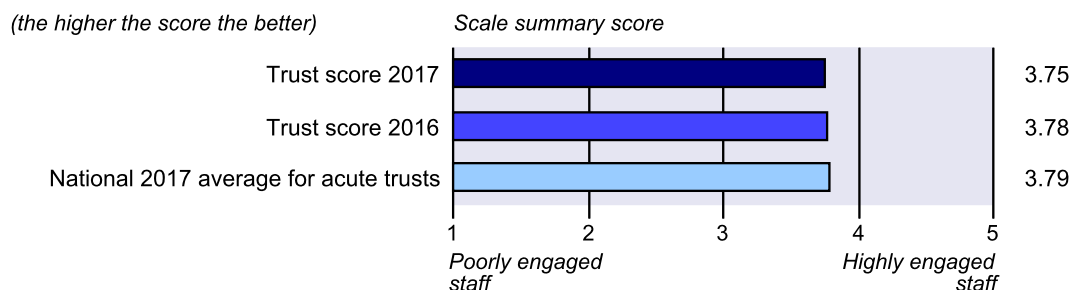 (the higher the score the better) Scale summary score
Trust score 2017 3.75
Trust score 2016 3.78
National 2017 average for acute trusts 3.79
1 2 3 4 5
Poorly engaged staff
Highly engaged staff